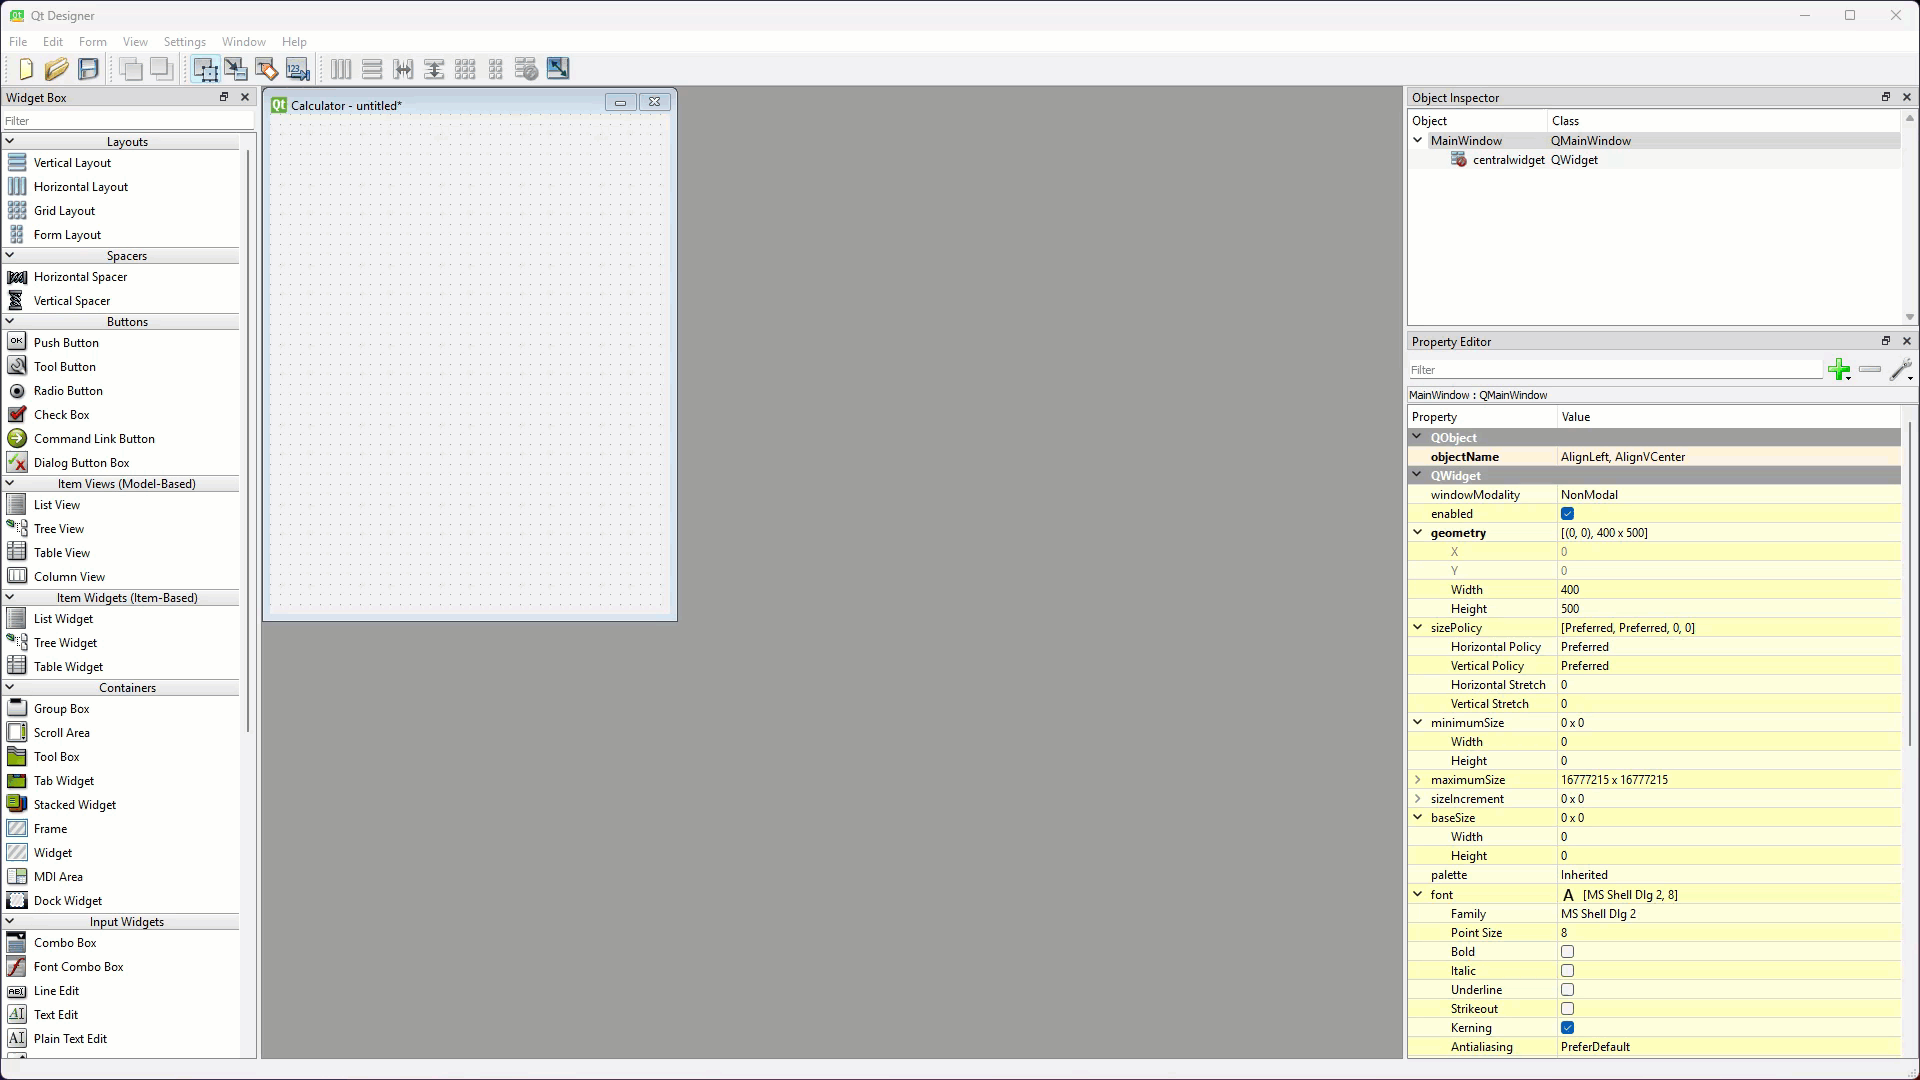 Qt Designer
File Edit Form View Settings Window Help
Widget Box
Filter
Layouts
Vertical Layout
Horizontal Layout
Grid Layout
Form Layout
Spacers
Horizontal Spacer
Vertical Spacer
Buttons
Push Button
Tool Button
Radio Button
Check Box
Command Link Button
Dialog Button Box
Item Views (Model-Based)
List View
Tree View
Table View
Column View
Item Widgets (Item-Based)
List Widget
Tree Widget
Table Widget
Containers
Group Box
Scroll Area
Tool Box
Tab Widget
Stacked Widget
Frame
Widget
MDI Area
Dock Widget
Input Widgets
Combo Box
Font Combo Box
Line Edit
Text Edit
Plain Text Edit
Qt Calculator - untitled*
Object Inspector
Object Class
MainWindow QMainWindow
centralwidget QWidget
Property Editor
Filter
MainWindow : QMainWindow
Property Value
QObject
objectName AlignLeft, AlignVCenter
QWidget
windowModality NonModal
enabled
geometry [(0, 0), 400 x 500]
X 0
Y 0
Width 400
Height 500
sizePolicy [Preferred, Preferred, 0, 0]
Horizontal Policy Preferred
Vertical Policy Preferred
Horizontal Stretch 0
Vertical Stretch 0
minimumSize 0 x 0
Width 0
Height 0
maximumSize 16777215 x 16777215
sizeIncrement 0 x 0
baseSize 0 x 0
Width 0
Height 0
palette Inherited
font A [MS Shell Dlg 2, 8]
Family MS Shell Dlg 2
Point Size 8
Bold
Italic
Underline
Strikeout
Kerning
Antialiasing PreferDefault